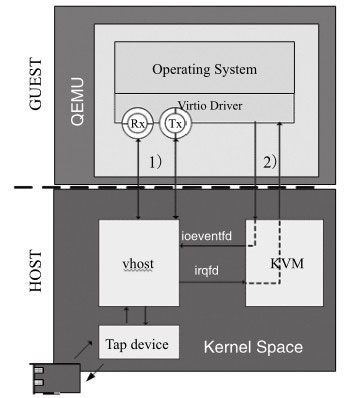 GUEST
QEMU
Operating System
Virtio Driver
Rx
Tx
1)
2)
HOST
ioeventfd
vhost
KVM
irqfd
Tap device
Kernel Space